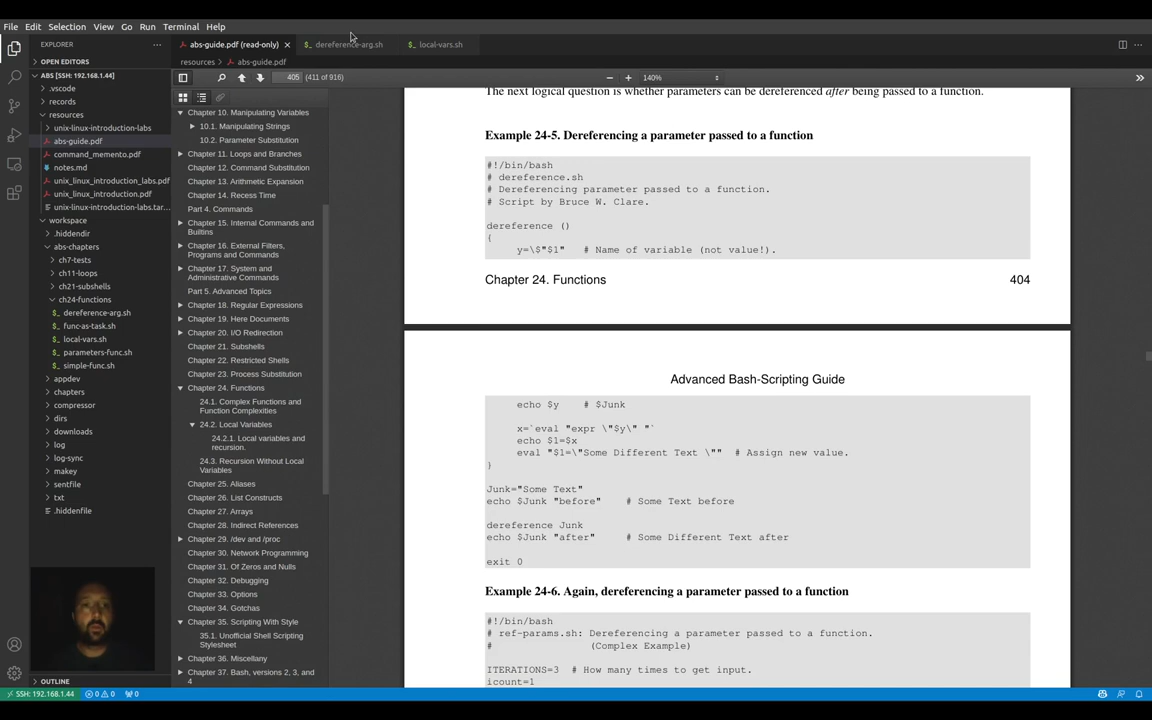 File Edit Selection View Go Run Terminal Help
EXPLORER
OPEN EDITORS
ABS [SSH: 192.168.1.44]
.vscode
records
resources
unix-linux-introduction-labs
abs-guide.pdf
command_memento.pdf
notes.md
unix_linux_introduction_labs.pdf
unix_linux_introduction.pdf
unix-linux-introduction-labs.tar...
workspace
.hiddendir
abs-chapters
ch7-tests
ch11-loops
ch21-subshells
ch24-functions
dereference-arg.sh
func-as-task.sh
local-vars.sh
parameters-func.sh
simple-func.sh
appdev
chapters
compressor
dirs
downloads
log
log-sync
makey
sentfile
txt
.hiddenfile
OUTLINE
abs-guide.pdf (read-only) dereference-arg.sh local-vars.sh
resources > abs-guide.pdf
405 (411 of 916) 140%
Chapter 10. Manipulating Variables
10.1. Manipulating Strings
10.2. Parameter Substitution
Chapter 11. Loops and Branches
Chapter 12. Command Substitution
Chapter 13. Arithmetic Expansion
Chapter 14. Recess Time
Part 4. Commands
Chapter 15. Internal Commands and
Builtins
Chapter 16. External Filters,
Programs and Commands
Chapter 17. System and
Administrative Commands
Part 5. Advanced Topics
Chapter 18. Regular Expressions
Chapter 19. Here Documents
Chapter 20. I/O Redirection
Chapter 21. Subshells
Chapter 22. Restricted Shells
Chapter 23. Process Substitution
Chapter 24. Functions
24.1. Complex Functions and
Function Complexities
24.2. Local Variables
24.2.1. Local variables and
recursion.
24.3. Recursion Without Local
Variables
Chapter 25. Aliases
Chapter 26. List Constructs
Chapter 27. Arrays
Chapter 28. Indirect References
Chapter 29. /dev and /proc
Chapter 30. Network Programming
Chapter 31. Of Zeros and Nulls
Chapter 32. Debugging
Chapter 33. Options
Chapter 34. Gotchas
Chapter 35. Scripting With Style
35.1. Unofficial Shell Scripting
Stylesheet
Chapter 36. Miscellany
Chapter 37. Bash, versions 2, 3, and
4
The next logical question is whether parameters can be dereferenced after being passed to a function.
Example 24-5. Dereferencing a parameter passed to a function
#!/bin/bash
# dereference.sh
# Dereferencing parameter passed to a function.
# Script by Bruce W. Clare.
dereference ()
{
y=\$"$1" # Name of variable (not value!).
Chapter 24. Functions 404
Advanced Bash-Scripting Guide
echo $y # $Junk
x=`eval "expr \"$y\" "`
echo $1=$x
eval "$1=\"Some Different Text \"" # Assign new value.
}
Junk="Some Text"
echo $Junk "before" # Some Text before
dereference Junk
echo $Junk "after" # Some Different Text after
exit 0
Example 24-6. Again, dereferencing a parameter passed to a function
#!/bin/bash
# ref-params.sh: Dereferencing a parameter passed to a function.
# (Complex Example)
ITERATIONS=3 # How many times to get input.
icount=1
SSH: 192.168.1.44 0 0 0